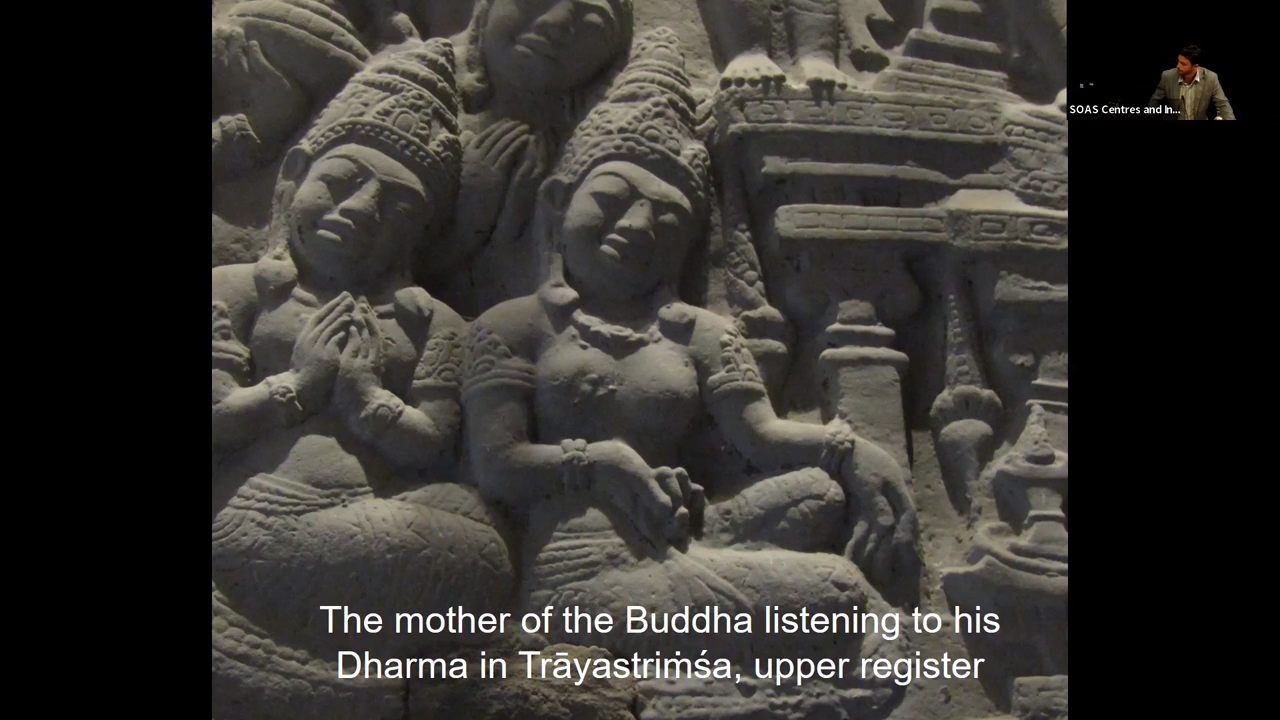 SOAS Centres and In...
The mother of the Buddha listening to his
Dharma in Trāyastriṁśa, upper register